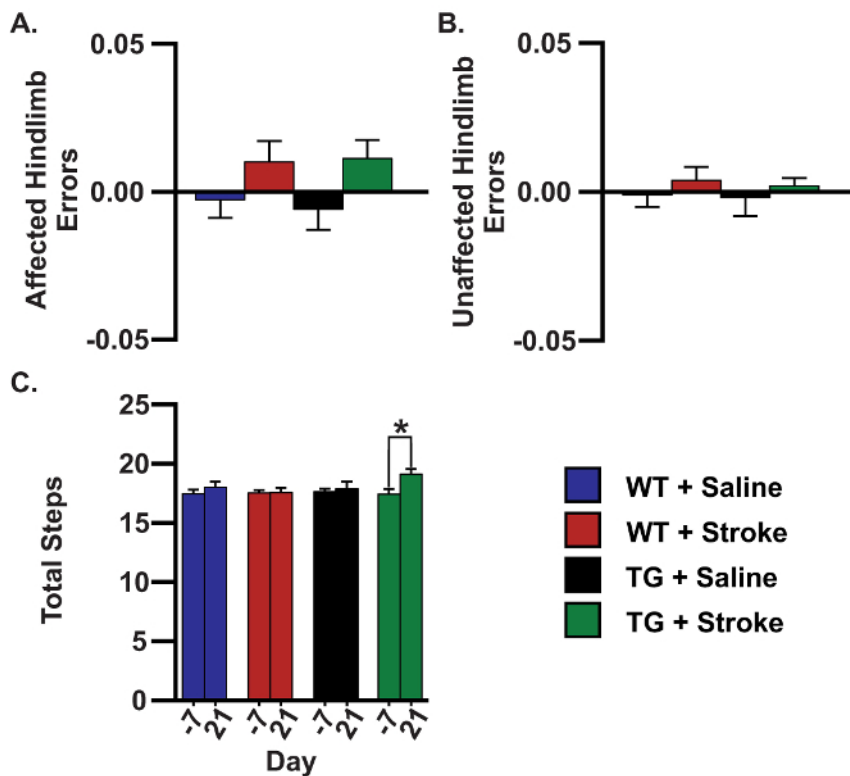 A.
Affected Hindlimb
Errors
0.05
0.00
-0.05
B.
Unaffected Hindlimb
Errors
0.05
0.00
-0.05
C.
Total Steps
25
20
15
10
5
0
*
-7 21 -7 21 -7 21 -7 21
Day
WT + Saline
WT + Stroke
TG + Saline
TG + Stroke